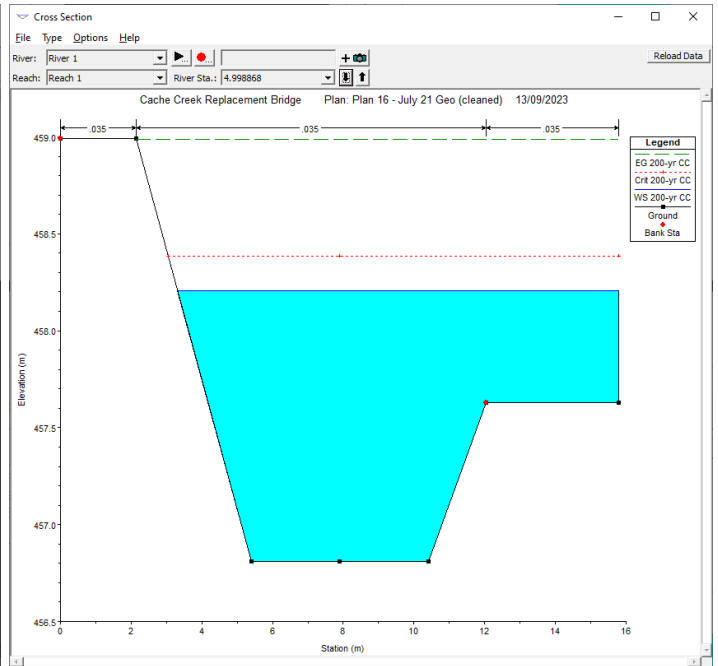 Cross Section
File Type Options Help
River: River 1
Reload Data
Reach: Reach 1 River Sta.: 4.998868
Cache Creek Replacement Bridge Plan: Plan 16 - July 21 Geo (cleaned) 13/09/2023
.035 .035 .035
Legend
EG 200-yr CC
Crit 200-yr CC
WS 200-yr CC
Ground
Bank Sta
459.0
458.5
458.0
457.5
457.0
456.5
Elevation (m)
0 2 4 6 8 10 12 14 16
Station (m)